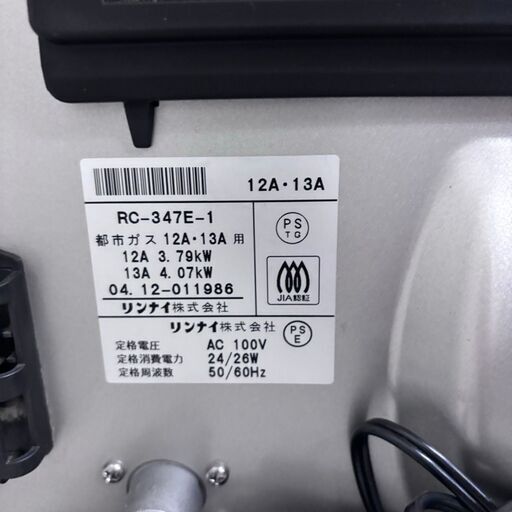 12A・13A
RC-347E-1
都市ガス 12A・13A 用
12A 3.79kW
13A 4.07kW
04.12-011986
リンナイ株式会社
PS
TG
JIA認証
リンナイ株式会社
PS
E
定格電圧 AC 100V
定格消費電力 24/26W
定格周波数 50/60Hz